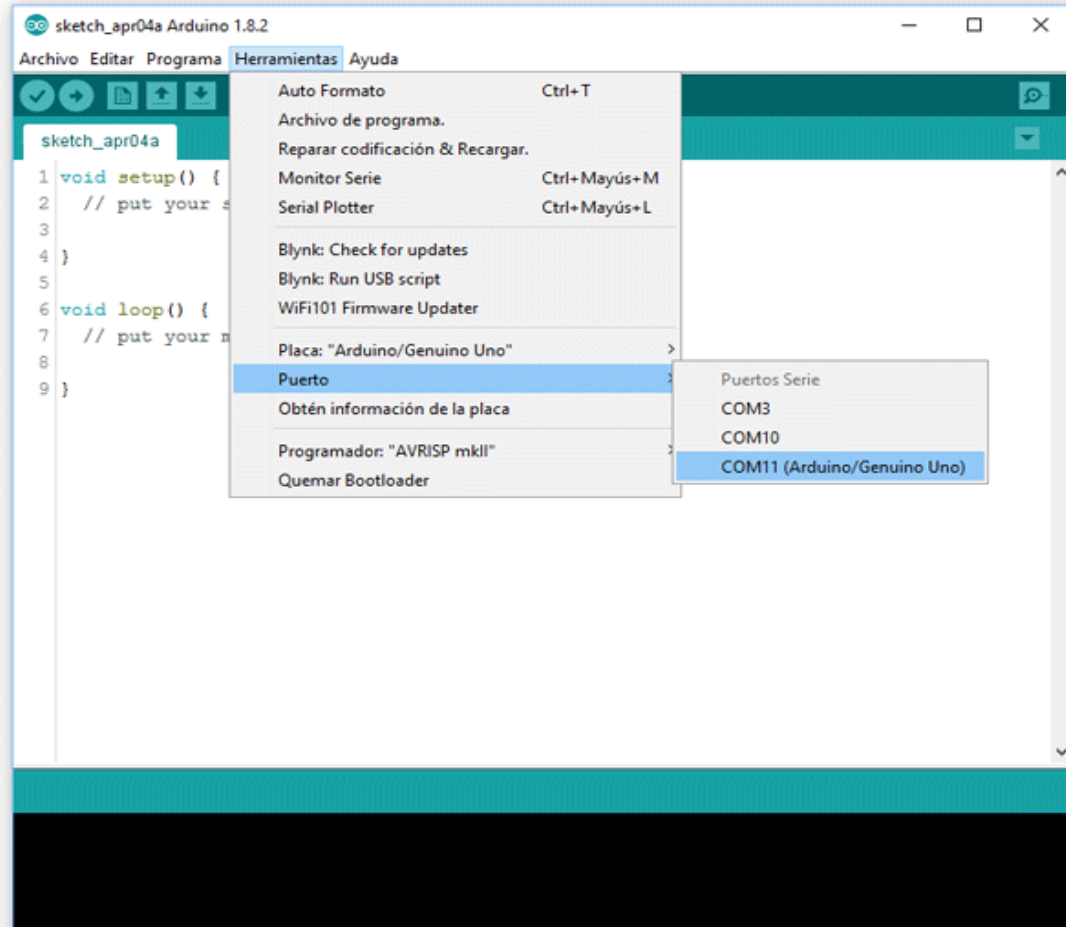 sketch_apr04a Arduino 1.8.2
Archivo Editar Programa Herramientas Ayuda
sketch_apr04a
1 void setup() {
2 // put your
3
4 }
5
6 void loop() {
7 // put your
8
9 }
Auto Formato Ctrl+T
Archivo de programa.
Reparar codificación & Recargar.
Monitor Serie Ctrl+Mayús+M
Serial Plotter Ctrl+Mayús+L
Blynk: Check for updates
Blynk: Run USB script
WiFi101 Firmware Updater
Placa: "Arduino/Genuino Uno"
Puerto
Obtén información de la placa
Programador: "AVRISP mkII"
Quemar Bootloader
Puertos Serie
COM3
COM10
COM11 (Arduino/Genuino Uno)